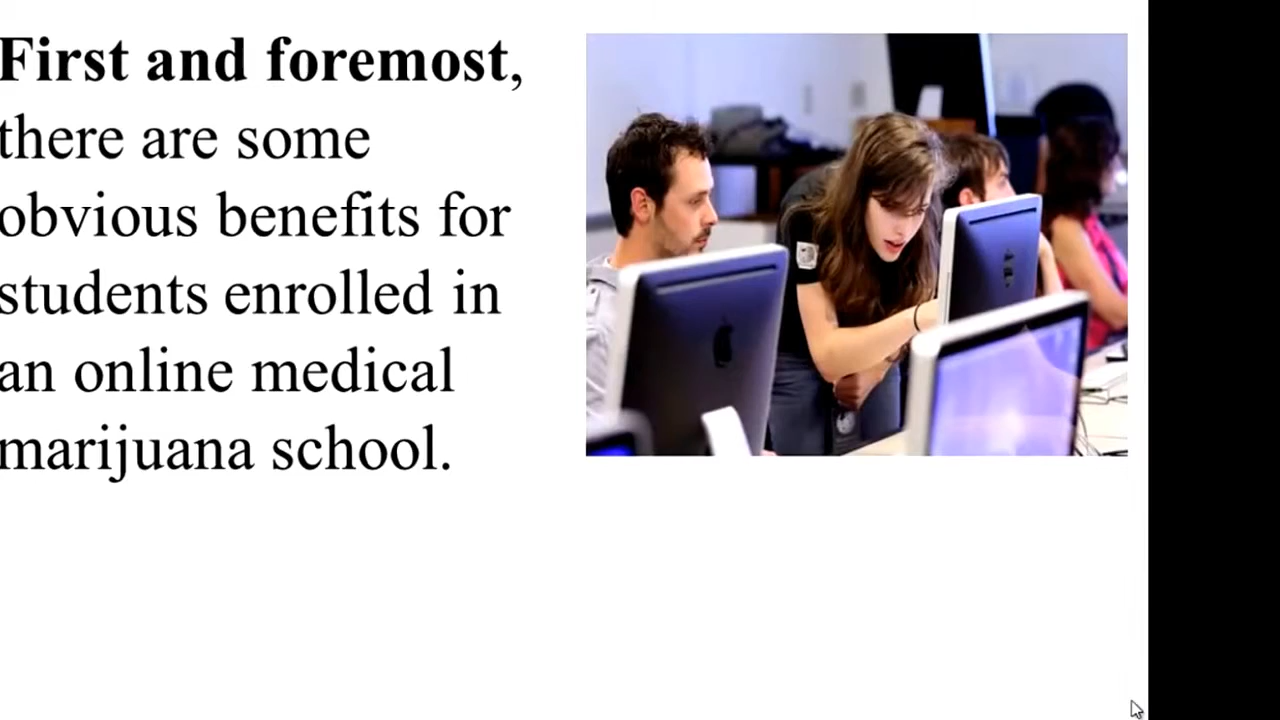 First and foremost,
there are some
obvious benefits for
students enrolled in
an online medical
marijuana school.